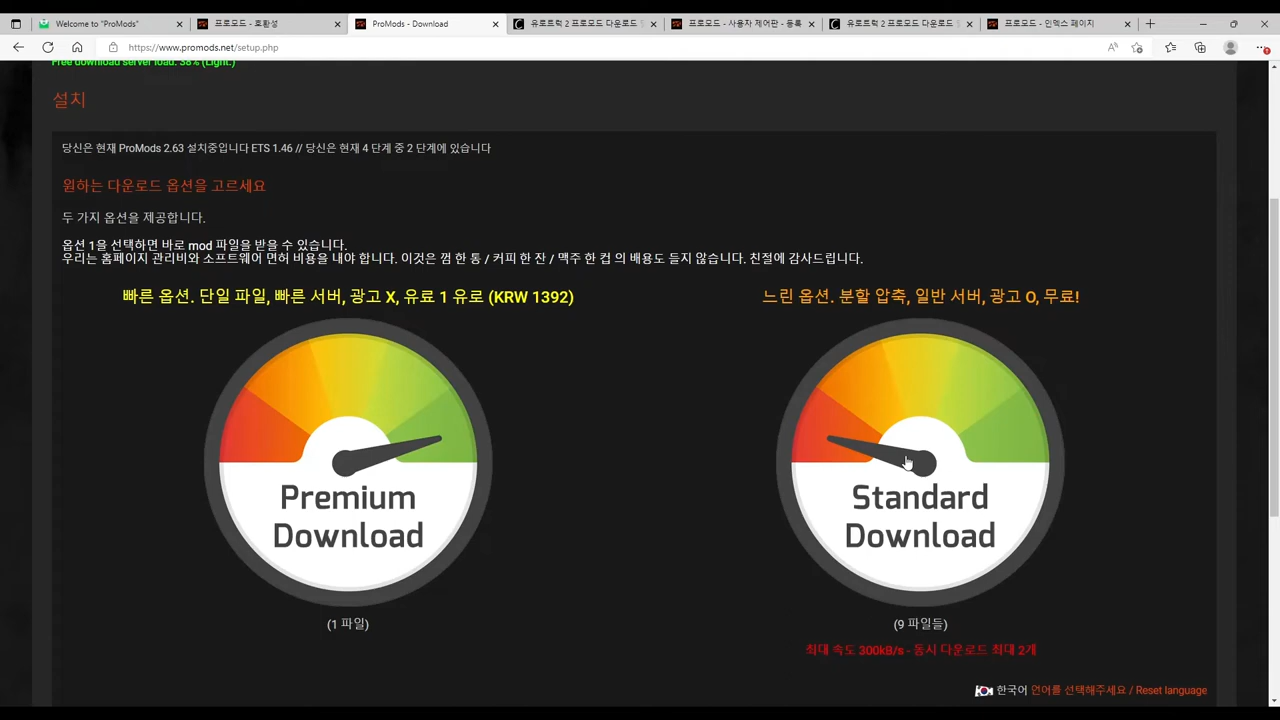 Welcome to "ProMods"
프로모드 - 호환성
ProMods - Download
유로트럭 2 프로모드 다운로드
프로모드 - 사용자 제어판 - 등록
유로트럭 2 프로모드 다운로드
프로모드 - 인덱스 페이지
https://www.promods.net/setup.php
Free download server load: 38% (Light.)
설치
당신은 현재 ProMods 2.63 설치중입니다 ETS 1.46 // 당신은 현재 4 단계 중 2 단계에 있습니다
원하는 다운로드 옵션을 고르세요
두 가지 옵션을 제공합니다.
옵션 1을 선택하면 바로 mod 파일을 받을 수 있습니다.
우리는 홈페이지 관리비와 소프트웨어 면허 비용을 내야 합니다. 이것은 껌 한 통 / 커피 한 잔 / 맥주 한 컵 의 배용도 들지 않습니다. 친절에 감사드립니다.
빠른 옵션. 단일 파일, 빠른 서버, 광고 X, 유료 1 유로 (KRW 1392)
느린 옵션. 분할 압축, 일반 서버, 광고 O, 무료!
Premium
Download
Standard
Download
(1 파일)
(9 파일들)
최대 속도 300kB/s - 동시 다운로드 최대 2개
한국어 언어를 선택해주세요 / Reset language